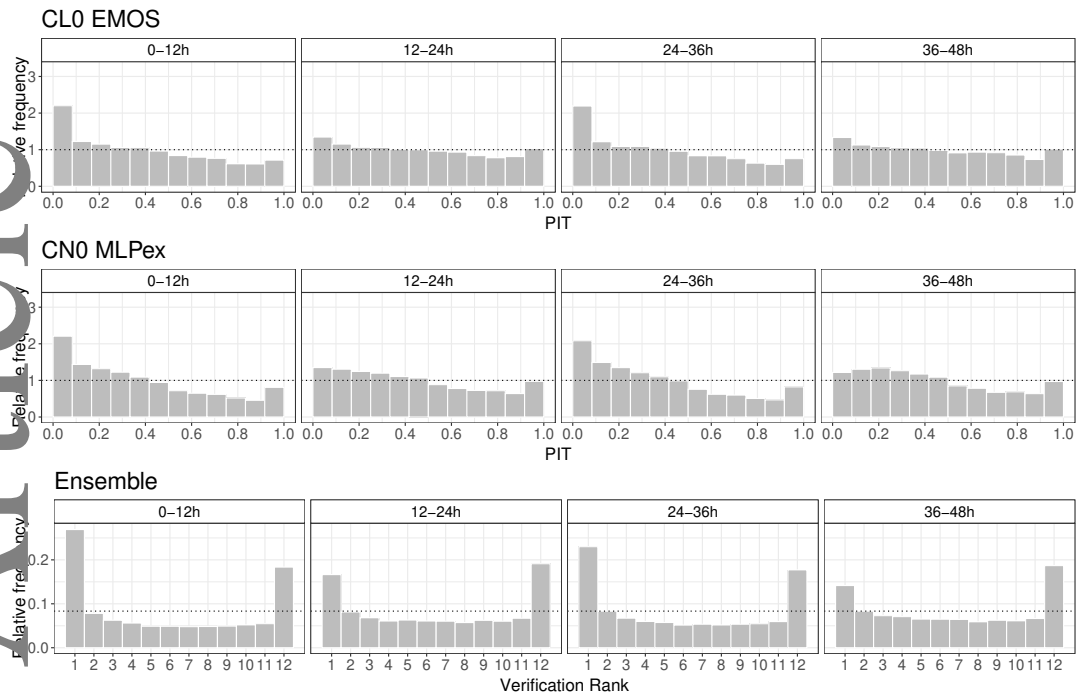 CL0 EMOS
0−12h 12−24h 24−36h 36−48h
3
2
1
0
0.0 0.2 0.4 0.6 0.8 1.0 0.0 0.2 0.4 0.6 0.8 1.0 0.0 0.2 0.4 0.6 0.8 1.0 0.0 0.2 0.4 0.6 0.8 1.0
PIT
CN0 MLPex
0−12h 12−24h 24−36h 36−48h
3
2
1
0
0.0 0.2 0.4 0.6 0.8 1.0 0.0 0.2 0.4 0.6 0.8 1.0 0.0 0.2 0.4 0.6 0.8 1.0 0.0 0.2 0.4 0.6 0.8 1.0
PIT
Ensemble
0−12h 12−24h 24−36h 36−48h
Relative frequency
0.2
0.1
0.0
1 2 3 4 5 6 7 8 9 10 11 12 1 2 3 4 5 6 7 8 9 10 11 12 1 2 3 4 5 6 7 8 9 10 11 12 1 2 3 4 5 6 7 8 9 10 11 12
Verification Rank